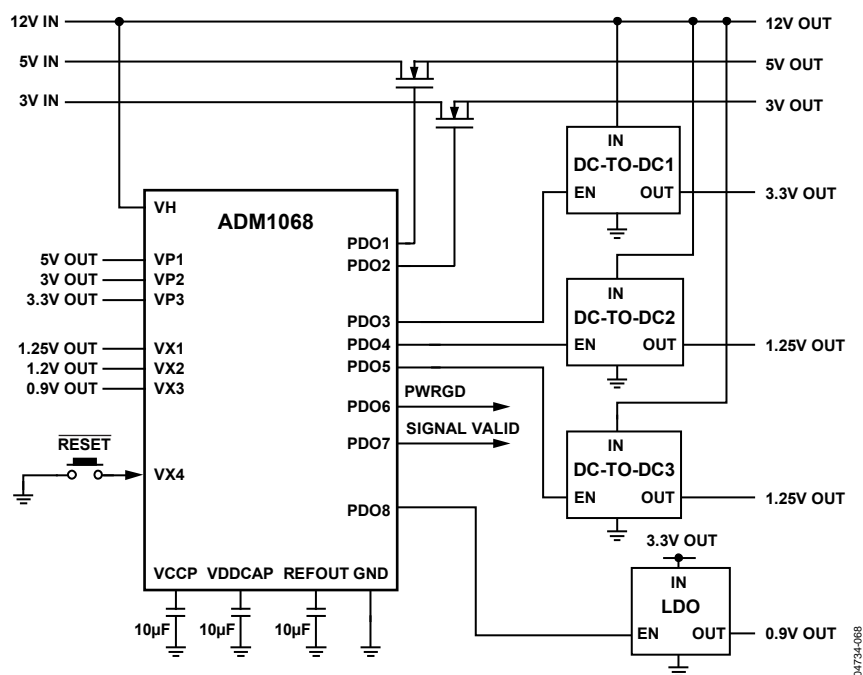 12V IN
12V OUT
5V IN
5V OUT
3V IN
3V OUT
IN
DC-TO-DC1
EN OUT
3.3V OUT
VH
ADM1068
PDO1
PDO2
5V OUT
VP1
3V OUT
VP2
3.3V OUT
VP3
PDO3
IN
DC-TO-DC2
EN OUT
1.25V OUT
1.25V OUT
VX1
PDO4
1.2V OUT
VX2
PDO5
0.9V OUT
VX3
PDO6
PWRGD
PDO7
SIGNAL VALID
RESET
VX4
IN
DC-TO-DC3
EN OUT
1.25V OUT
PDO8
3.3V OUT
IN
LDO
EN OUT
0.9V OUT
VCCP VDDCAP REFOUT GND
10µF 10µF 10µF
04734-068